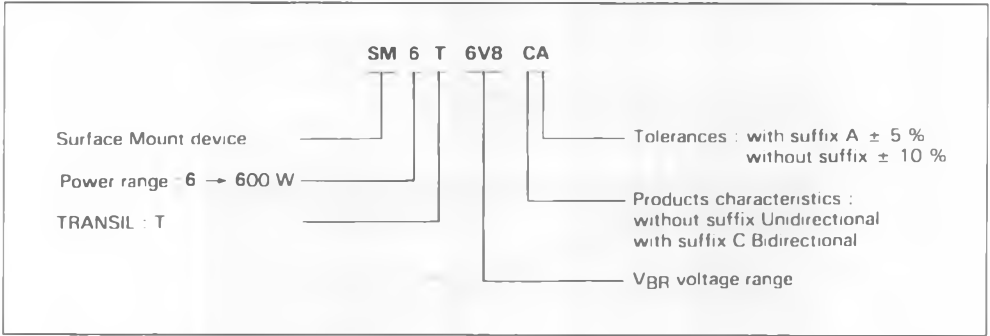 SM 6 T 6V8 CA
Surface Mount device
Power range 6 → 600 W
TRANSIL : T
Tolerances : with suffix A ± 5 %
without suffix ± 10 %
Products characteristics :
without suffix Unidirectional
with suffix C Bidirectional
VBR voltage range